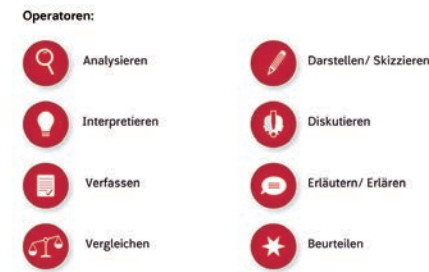 Operatoren:
Analysieren
Darstellen/ Skizzieren
Interpretieren
Diskutieren
Verfassen
Erläutern/ Erlären
Vergleichen
Beurteilen